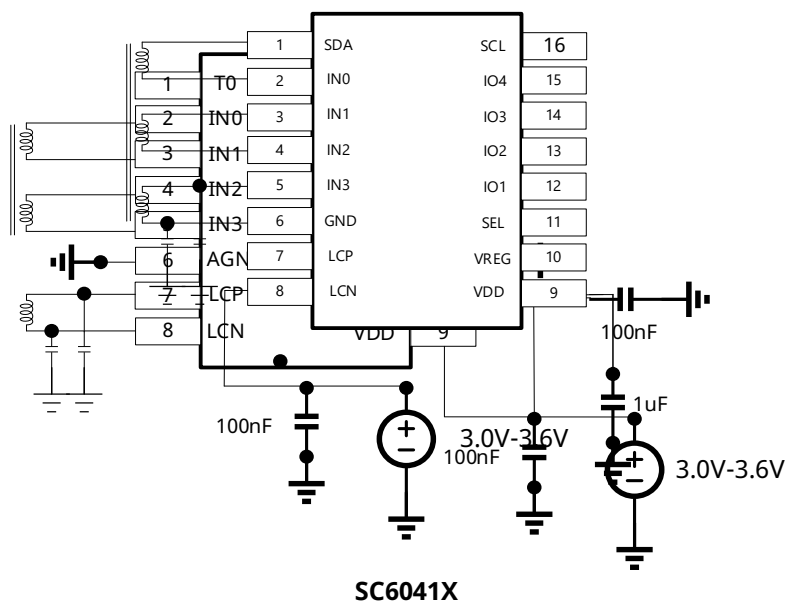 1 SDA SCL 16
2 IN0 IO4 15
3 IN1 IO3 14
4 IN2 IO2 13
5 IN3 IO1 12
6 GND SEL 11
7 LCP VREG 10
8 LCN VDD 9
1 T0
2 IN0
3 IN1
4 IN2
IN3
6 AGN
7 LCP
8 LCN VDD 9
100nF
1uF
100nF
3.0V-3.6V
100nF
3.0V-3.6V
SC6041X